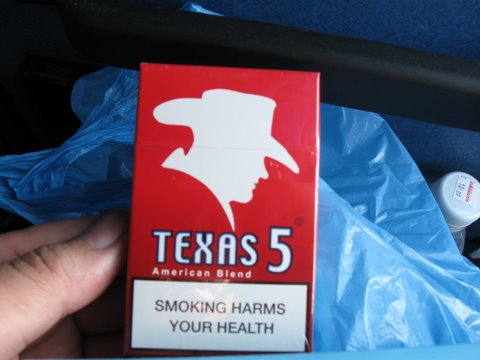 TEXAS 5®
American Blend
SMOKING HARMS
YOUR HEALTH